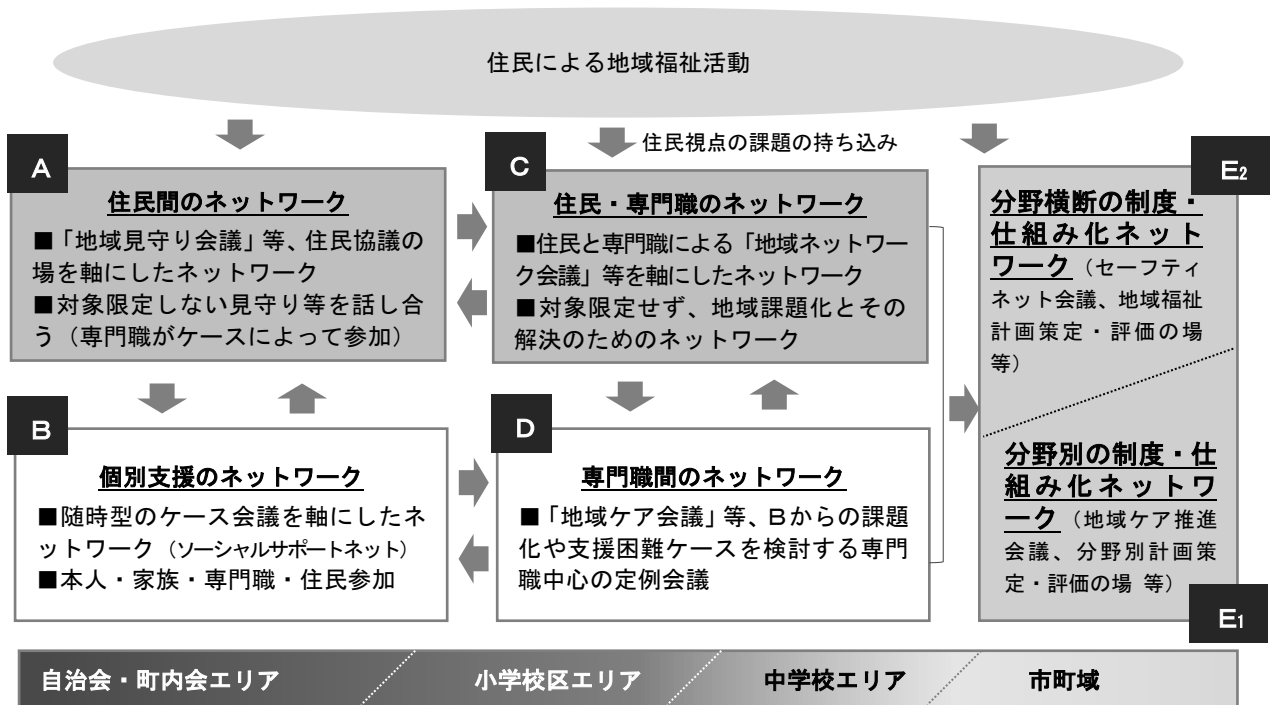 住民による地域福祉活動
住民視点の課題の持ち込み
A
住民間のネットワーク
■「地域見守り会議」等、住民協議の
場を軸にしたネットワーク
■対象限定しない見守り等を話し合
う（専門職がケースによって参加）
C
住民・専門職のネットワーク
■住民と専門職による「地域ネットワー
ク会議」等を軸にしたネットワーク
■対象限定せず、地域課題化とその
解決のためのネットワーク
E2
分野横断の制度・
仕組み化ネット
ワーク（セーフティ
ネット会議、地域福祉
計画策定・評価の場
等）
B
個別支援のネットワーク
■随時型のケース会議を軸にしたネ
ットワーク（ソーシャルサポートネット）
■本人・家族・専門職・住民参加
D
専門職間のネットワーク
■「地域ケア会議」等、Bからの課題
化や支援困難ケースを検討する専門
職中心の定例会議
分野別の制度・仕
組み化ネットワ
ーク（地域ケア推進
会議、分野別計画策
定・評価の場 等）
E1
自治会・町内会エリア
小学校区エリア
中学校エリア
市町域